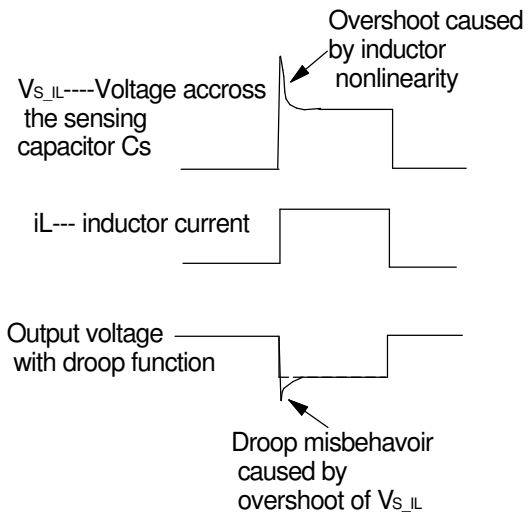 Overshoot caused
by inductor
nonlinearity
VS_IL----Voltage accross
the sensing
capacitor Cs
iL--- inductor current
Output voltage
with droop function
Droop misbehavoir
caused by
overshoot of VS_IL